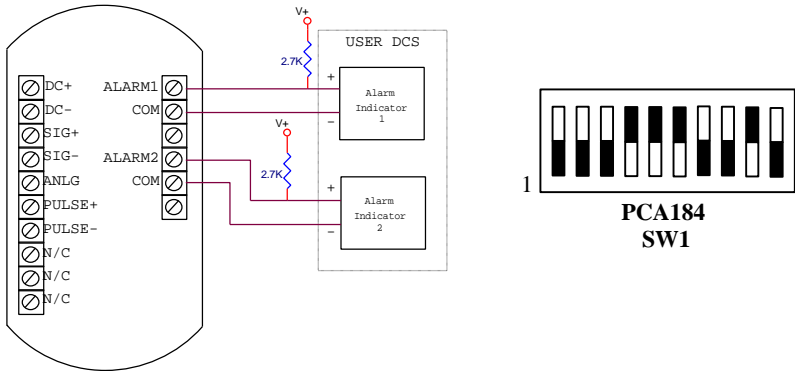 DC+
DC-
SIG+
SIG-
ANLG
PULSE+
PULSE-
N/C
N/C
N/C
ALARM1
COM
ALARM2
COM
V+
2.7K
V+
2.7K
USER DCS
+
Alarm
Indicator
1
−
+
Alarm
Indicator
2
−
1
PCA184
SW1